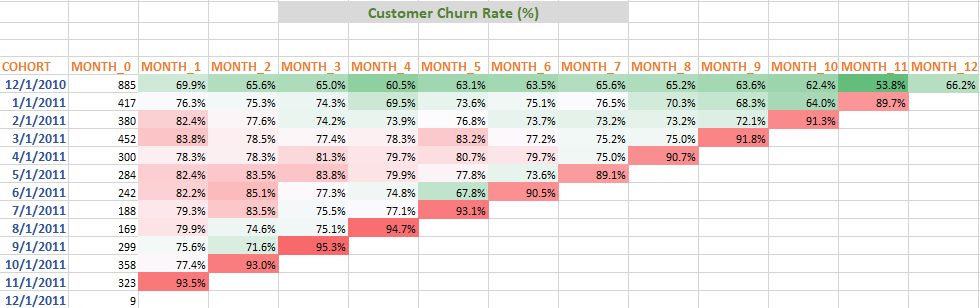 Customer Churn Rate (%)
COHORT MONTH_0 MONTH_1 MONTH_2 MONTH_3 MONTH_4 MONTH_5 MONTH_6 MONTH_7 MONTH_8 MONTH_9 MONTH_10 MONTH_11 MONTH_12
12/1/2010 885 69.9% 65.6% 65.0% 60.5% 63.1% 63.5% 65.6% 65.2% 63.6% 62.4% 53.8% 66.2%
1/1/2011 417 76.3% 75.3% 74.3% 69.5% 73.6% 75.1% 76.5% 70.3% 68.3% 64.0% 89.7%
2/1/2011 380 82.4% 77.6% 74.2% 73.9% 76.8% 73.7% 73.2% 73.2% 72.1% 91.3%
3/1/2011 452 83.8% 78.5% 77.4% 78.3% 83.2% 77.2% 75.2% 75.0% 91.8%
4/1/2011 300 78.3% 78.3% 81.3% 79.7% 80.7% 79.7% 75.0% 90.7%
5/1/2011 284 82.4% 83.5% 83.8% 79.9% 77.8% 73.6% 89.1%
6/1/2011 242 82.2% 85.1% 77.3% 74.8% 67.8% 90.5%
7/1/2011 188 79.3% 83.5% 75.5% 77.1% 93.1%
8/1/2011 169 79.9% 74.6% 75.1% 94.7%
9/1/2011 299 75.6% 71.6% 95.3%
10/1/2011 358 77.4% 93.0%
11/1/2011 323 93.5%
12/1/2011 9